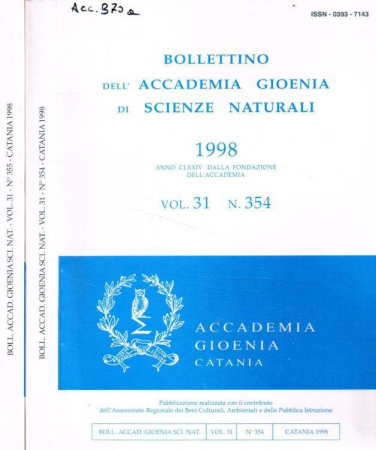 Acc. 370a
ISSN - 0393 - 7143
BOLLETTINO
DELL' ACCADEMIA GIOENIA
DI SCIENZE NATURALI
1998
ANNO CLXXIV DALLA FONDAZIONE
DELL'ACCADEMIA
VOL. 31 N. 354
ACCADEMIA
GIOENIA
CATANIA
Pubblicazione realizzata con il contributo
dell'Assessorato Regionale dei Beni Culturali, Ambientali e della Pubblica Istruzione
BOLL. ACCAD. GIOENIA SCI. NAT. VOL. 31 N° 354 CATANIA 1998
BOLL. ACCAD. GIOENIA SCI. NAT. - VOL. 31 - N° 355 - CATANIA 1998
BOLL. ACCAD. GIOENIA SCI. NAT. - VOL. 31 - N° 354 - CATANIA 1998